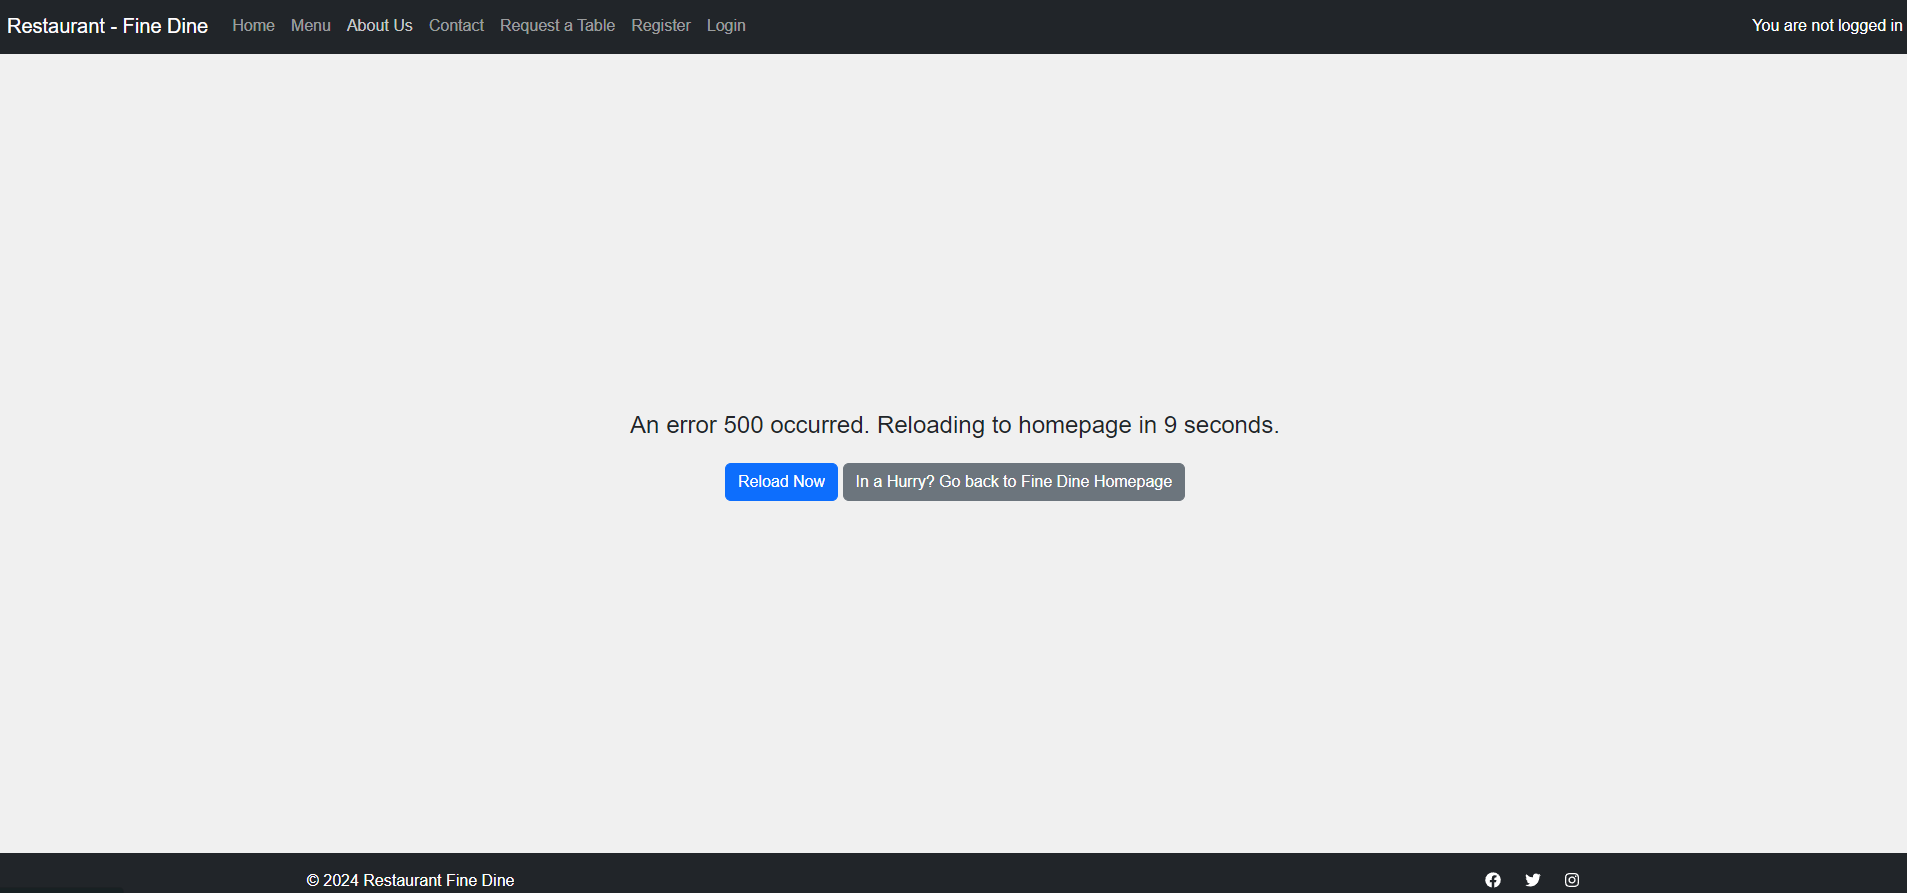 Restaurant - Fine Dine Home Menu About Us Contact Request a Table Register Login You are not logged in
An error 500 occurred. Reloading to homepage in 9 seconds.
Reload Now In a Hurry? Go back to Fine Dine Homepage
© 2024 Restaurant Fine Dine